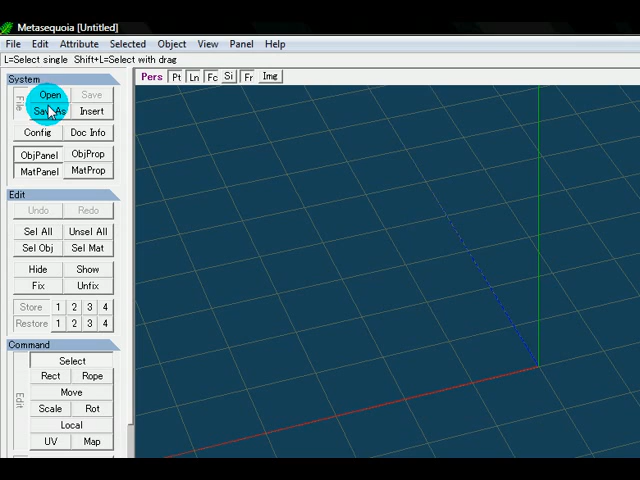 Metasequoia [Untitled]
File Edit Attribute Selected Object View Panel Help
L=Select single Shift+L=Select with drag
System
Pers Pt Ln Fc Si Fr Img
File
Open Save
Save As Insert
Config Doc Info
ObjPanel ObjProp
MatPanel MatProp
Edit
Undo Redo
Sel All Unsel All
Sel Obj Sel Mat
Hide Show
Fix Unfix
Store 1 2 3 4
Restore 1 2 3 4
Command
Edit
Select
Rect Rope
Move
Scale Rot
Local
UV Map